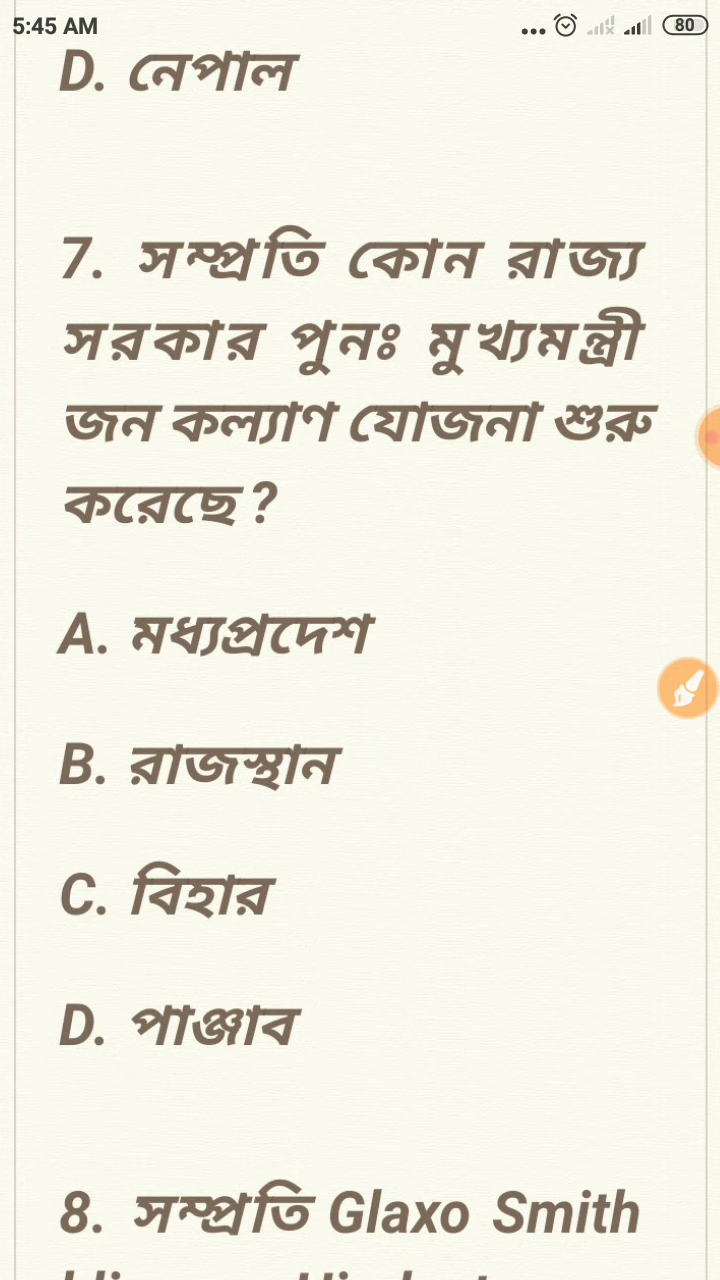 5:45 AM
80
D. নেপাল
7. সম্প্রতি কোন রাজ্য
সরকার পুনঃ মুখ্যমন্ত্রী
জন কল্যাণ যোজনা শুরু
করেছে ?
A. মধ্যপ্রদেশ
B. রাজস্থান
C. বিহার
D. পাঞ্জাব
8. সম্প্রতি Glaxo Smith